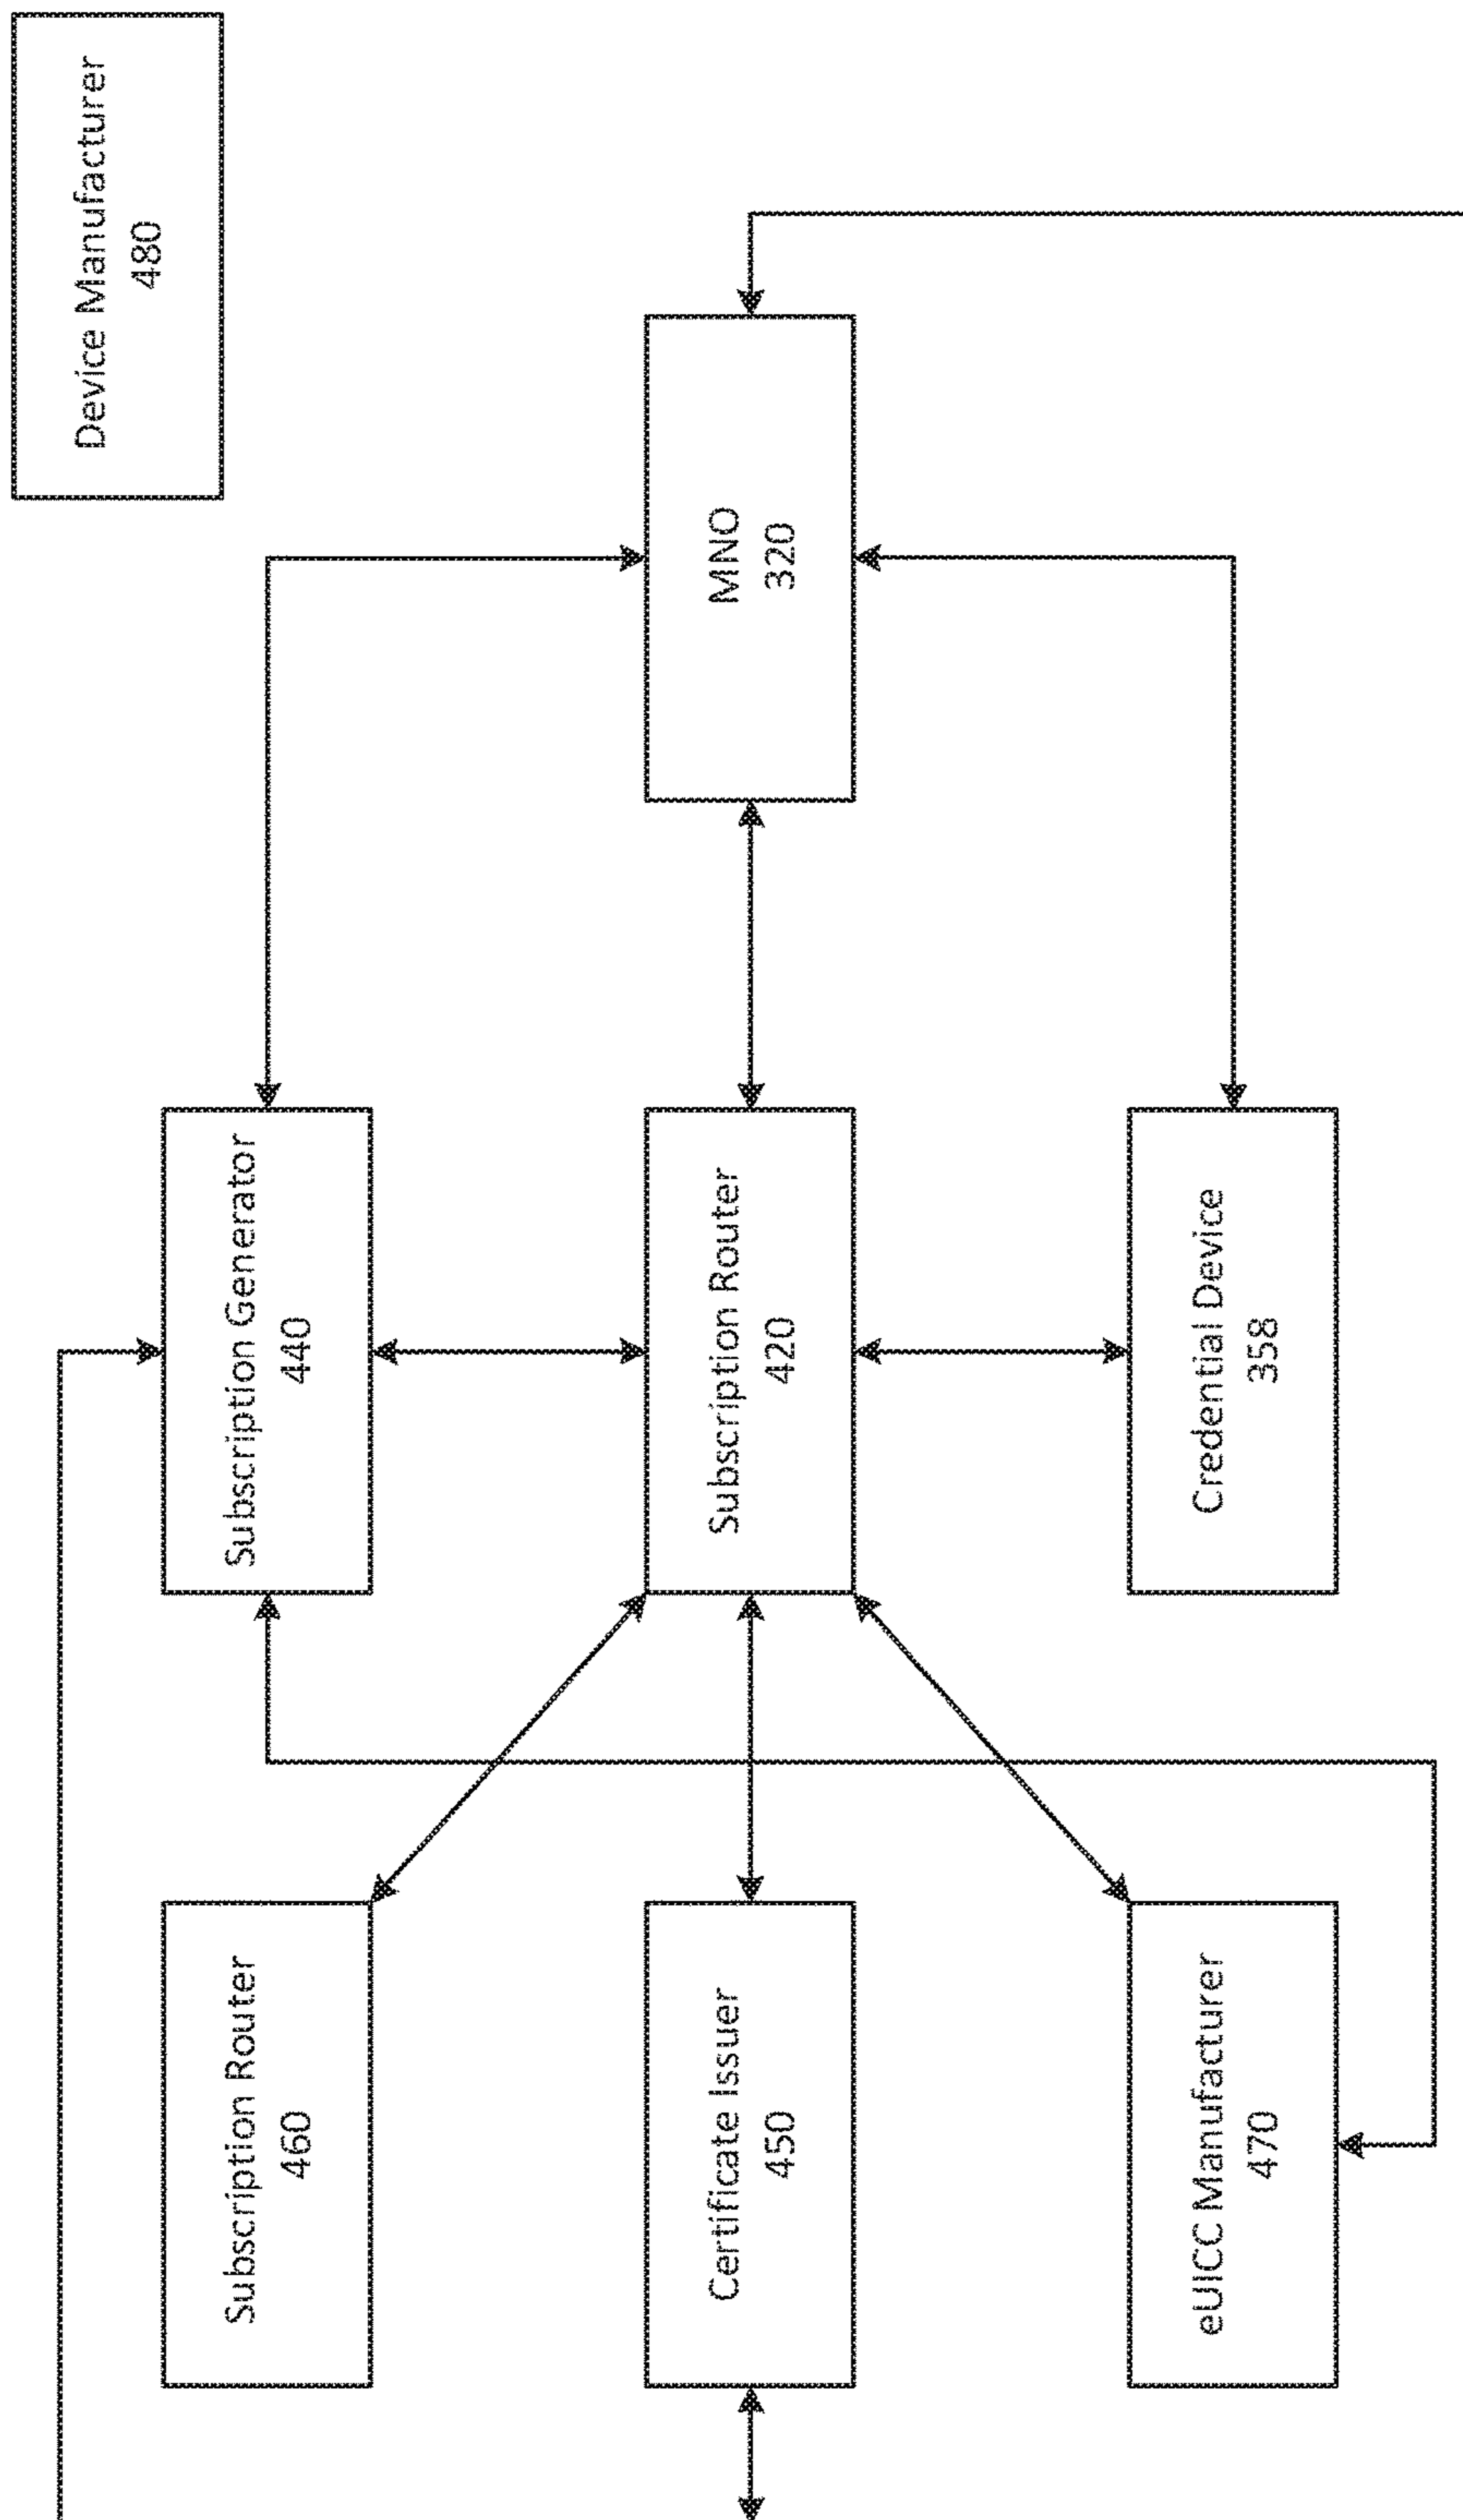 Device Manufacturer
480
Subscription Router
460
Subscription Generator
440
Certificate Issuer
450
Subscription Router
420
MNO
320
eUICC Manufacturer
470
Credential Device
358